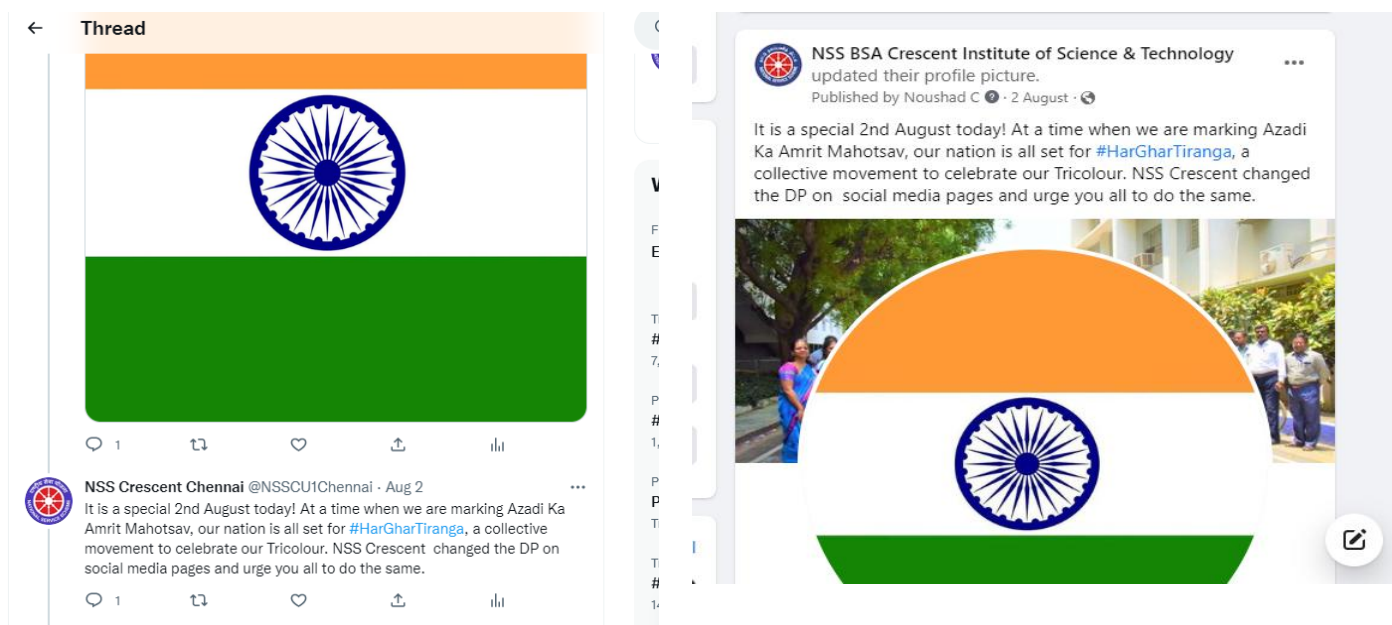 Thread
1
NSS Crescent Chennai @NSSCU1Chennai · Aug 2
It is a special 2nd August today! At a time when we are marking Azadi Ka
Amrit Mahotsav, our nation is all set for #HarGharTiranga, a collective
movement to celebrate our Tricolour. NSS Crescent  changed the DP on
social media pages and urge you all to do the same.
1
F
E
#
7,
P
#
1,
P
P
#
NSS BSA Crescent Institute of Science & Technology
updated their profile picture.
Published by Noushad C · 2 August ·
It is a special 2nd August today! At a time when we are marking Azadi
Ka Amrit Mahotsav, our nation is all set for #HarGharTiranga, a
collective movement to celebrate our Tricolour. NSS Crescent changed
the DP on  social media pages and urge you all to do the same.